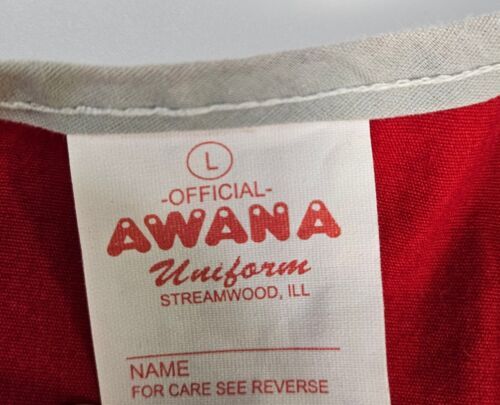 L
-OFFICIAL-
AWANA
Uniform
STREAMWOOD, ILL
NAME
FOR CARE SEE REVERSE